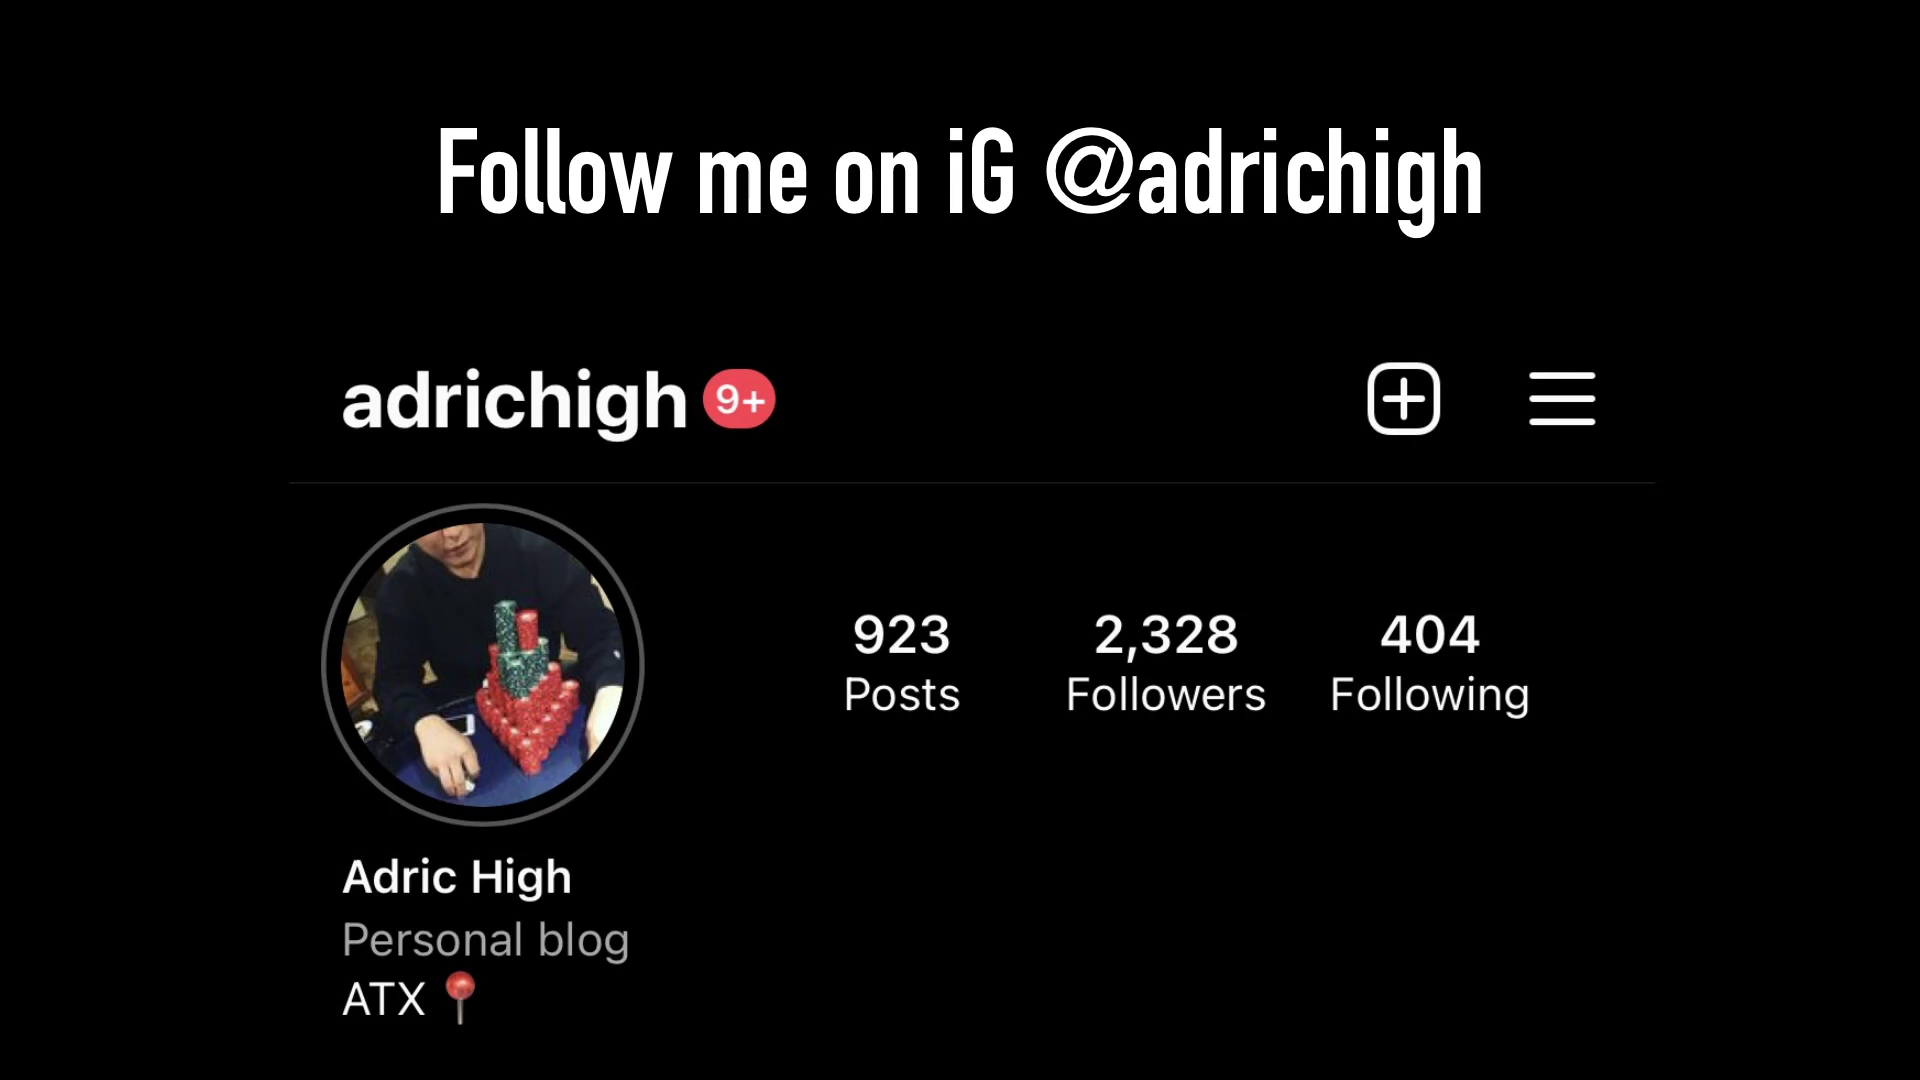 Follow me on iG @adrichigh
adrichigh 9+
923 2,328 404
Posts Followers Following
Adric High
Personal blog
ATX 📍